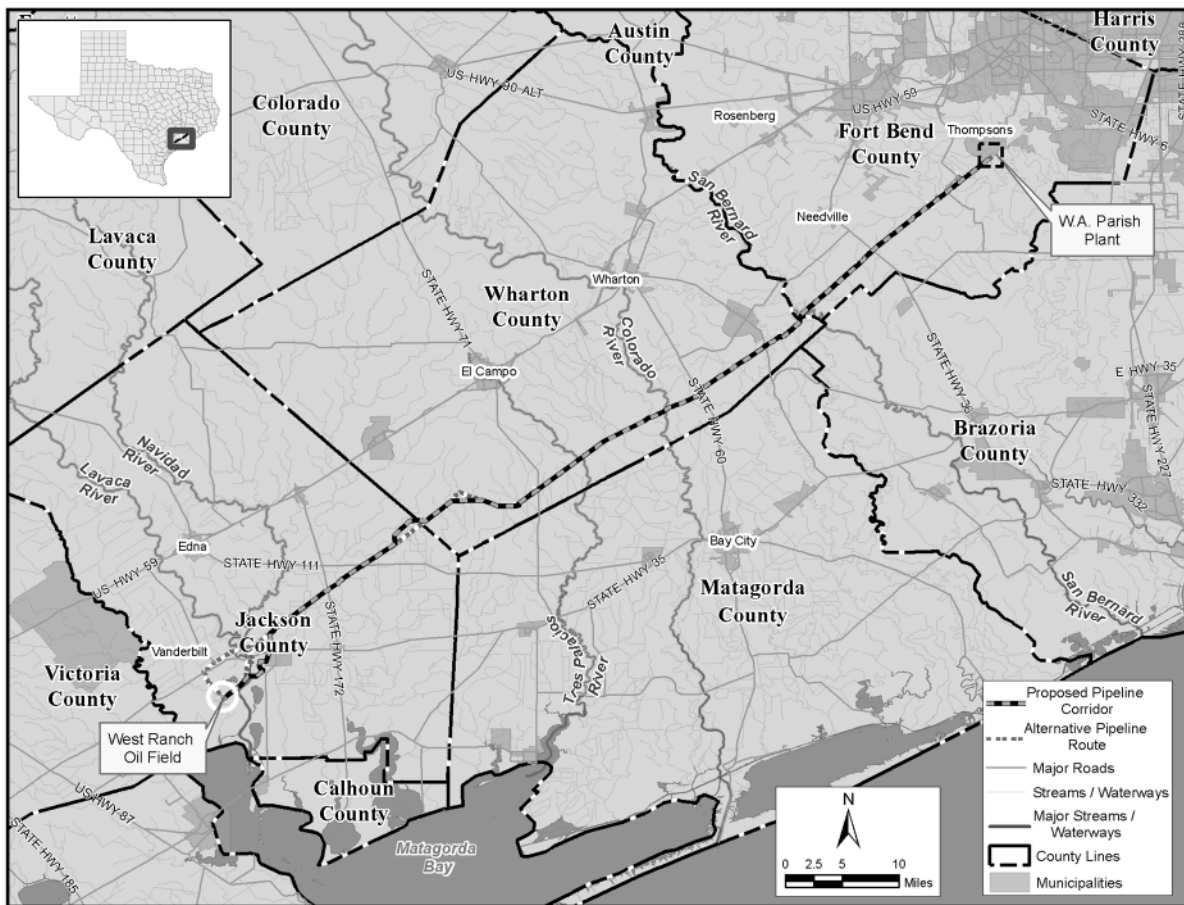 Austin
County
Harris
County
STATE HWY 288
US HWY 90 ALT
Colorado
County
US HWY 59
Rosenberg
Fort Bend
County
Thompsons
STATE HWY 6
San Bernard
River
Needville
W.A. Parish
Plant
Lavaca
County
STATE HWY 71
Wharton
Wharton
County
Colorado
River
El Campo
STATE HWY 60
STATE HWY 36
E HWY 35
Brazoria
County
STATE HWY 227
STATE HWY 332
Navidad
River
Lavaca
River
Edna
US HWY 59
STATE HWY 111
Bay City
STATE HWY 35
Matagorda
County
San Bernard
River
Jackson
County
Vanderbilt
STATE HWY 172
Tres Palacios
River
Victoria
County
West Ranch
Oil Field
Calhoun
County
US HWY 87
STATE HWY 185
Matagorda
Bay
N
0 2.5 5 10
Miles
Proposed Pipeline
Corridor
Alternative Pipeline
Route
Major Roads
Streams / Waterways
Major Streams /
Waterways
County Lines
Municipalities